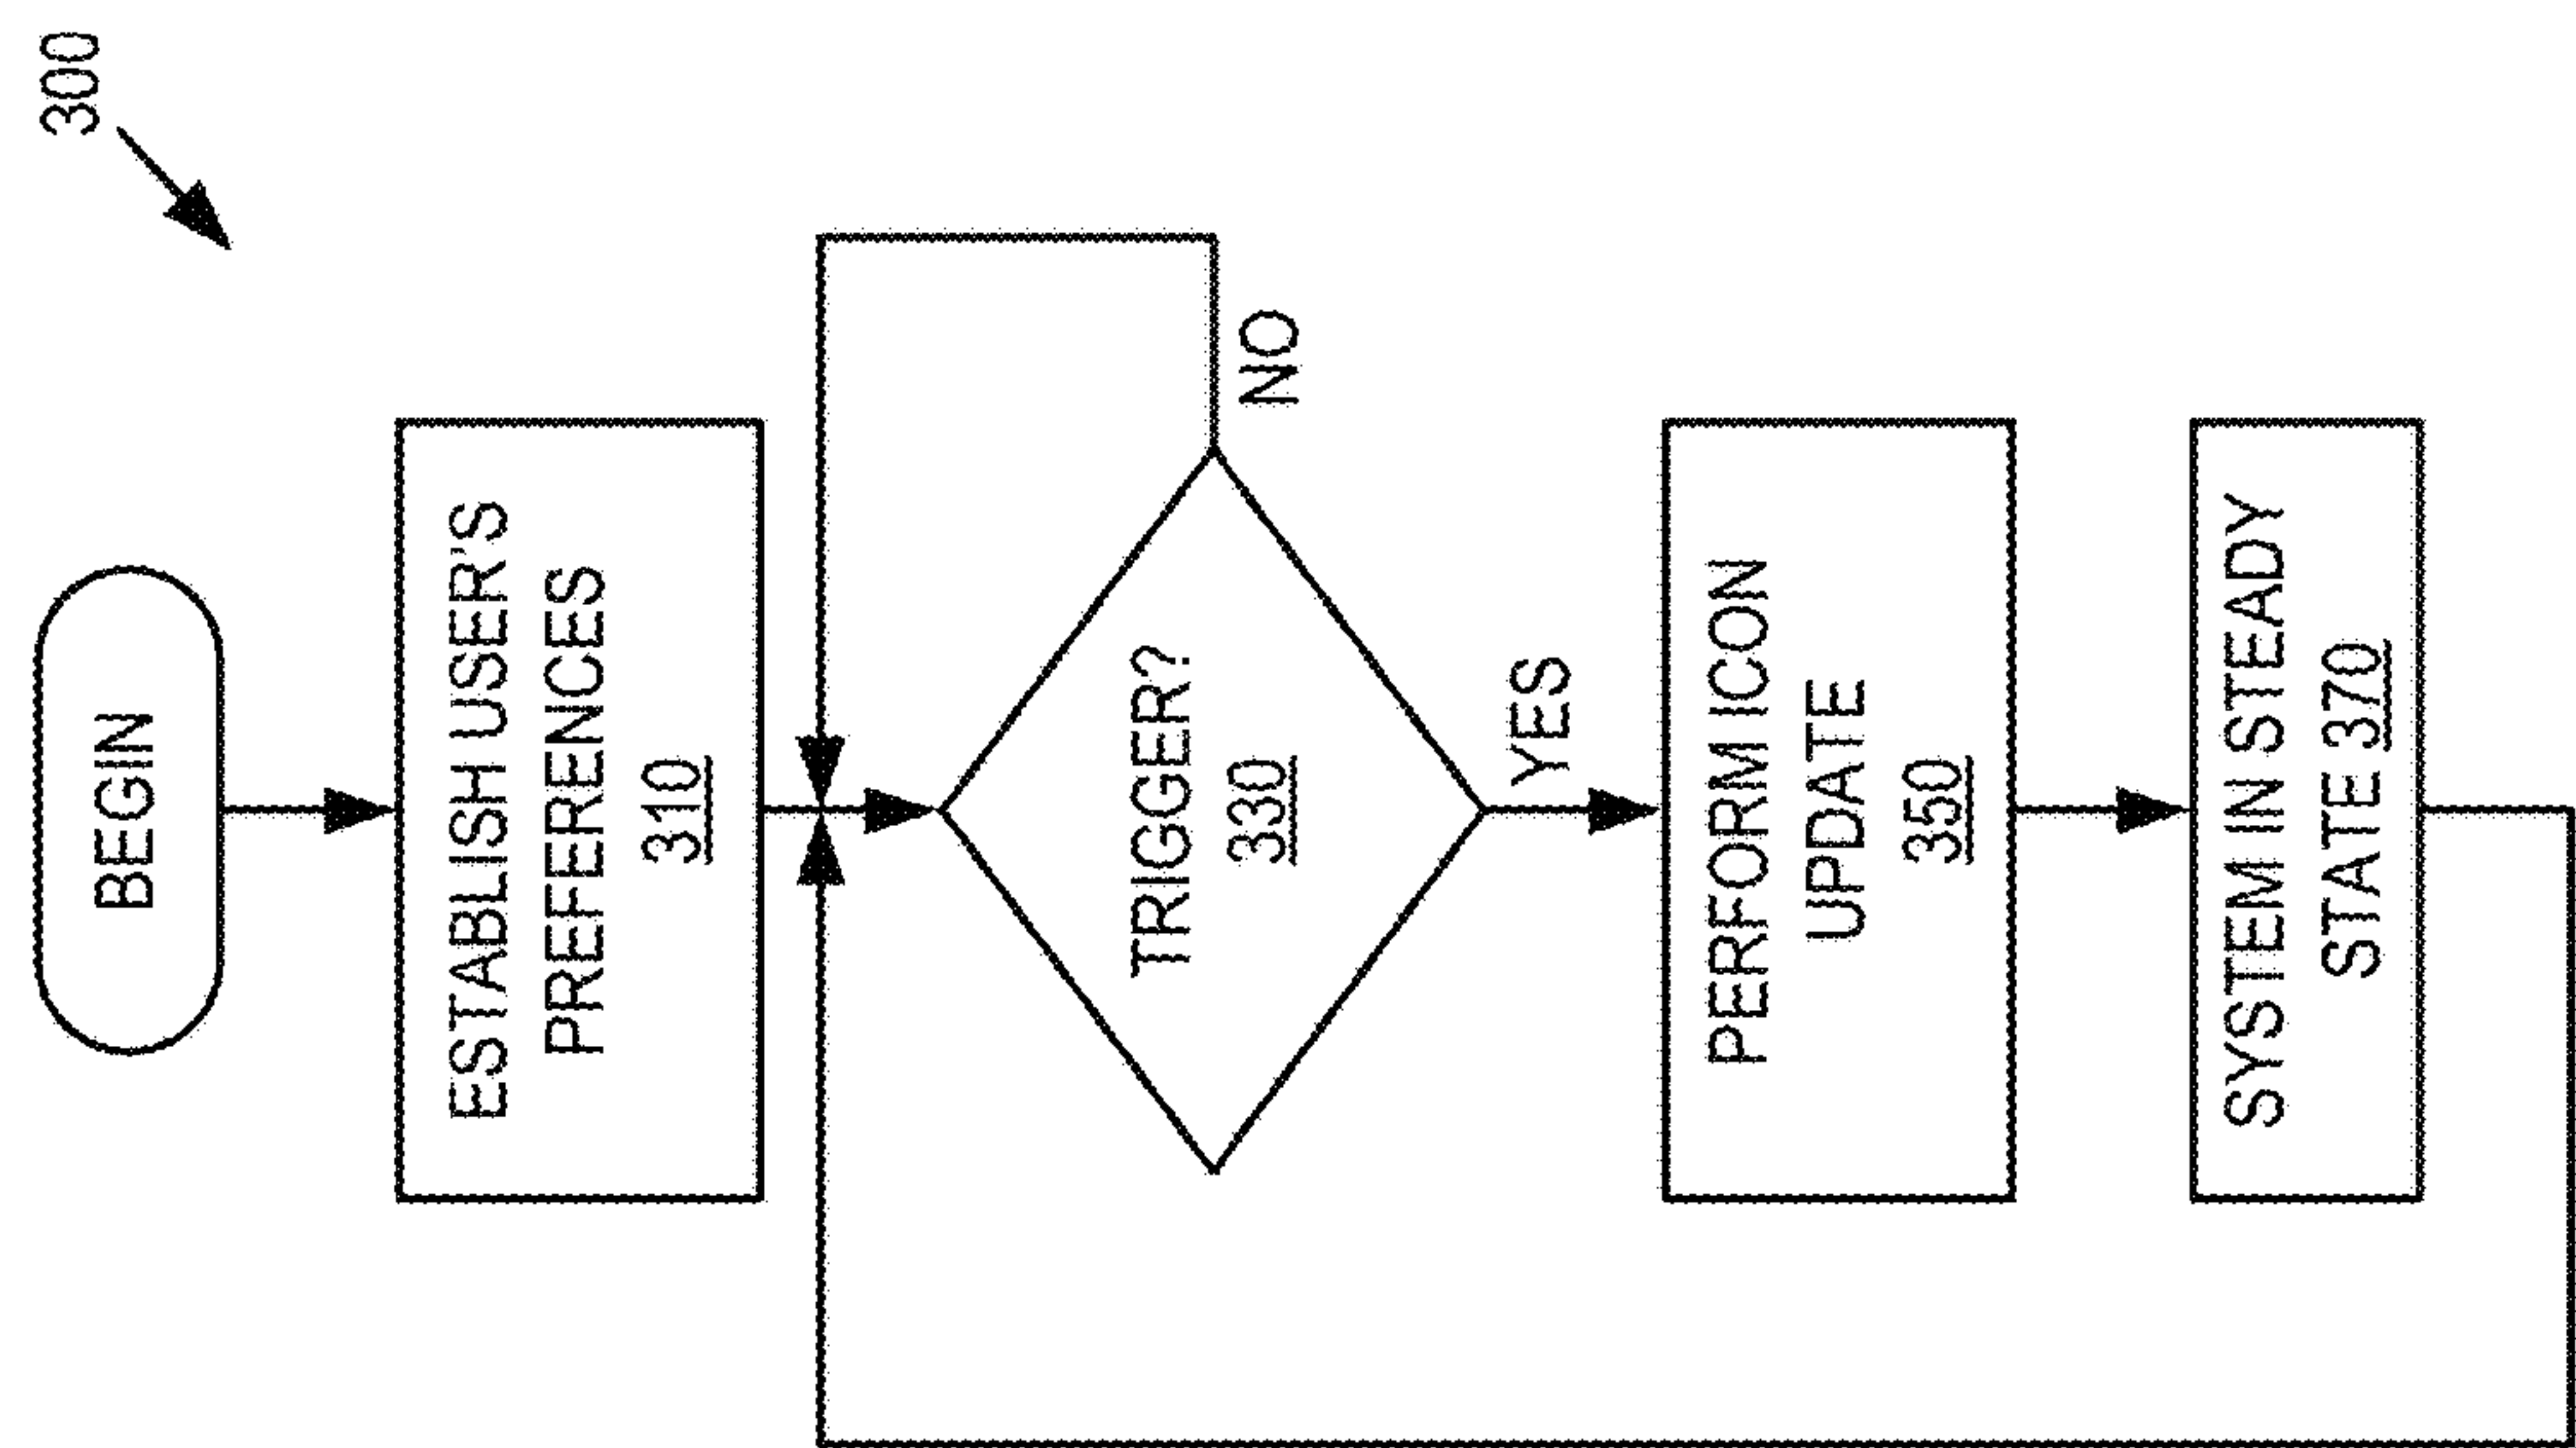 300
BEGIN
ESTABLISH USER'S
PREFERENCES
310
TRIGGER?
330
NO
YES
PERFORM ICON
UPDATE
350
SYSTEM IN STEADY
STATE 370